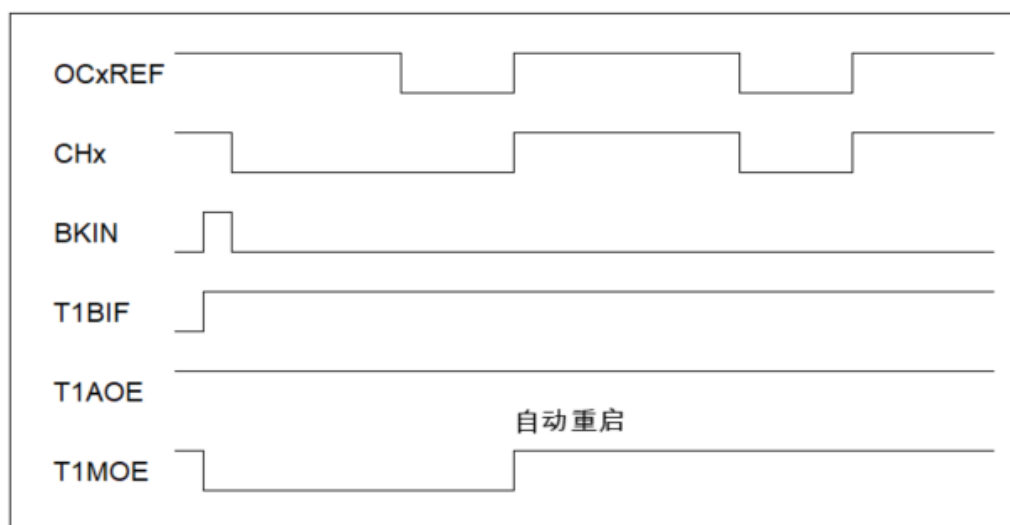 OCxREF
CHx
BKIN
T1BIF
T1AOE
自动重启
T1MOE